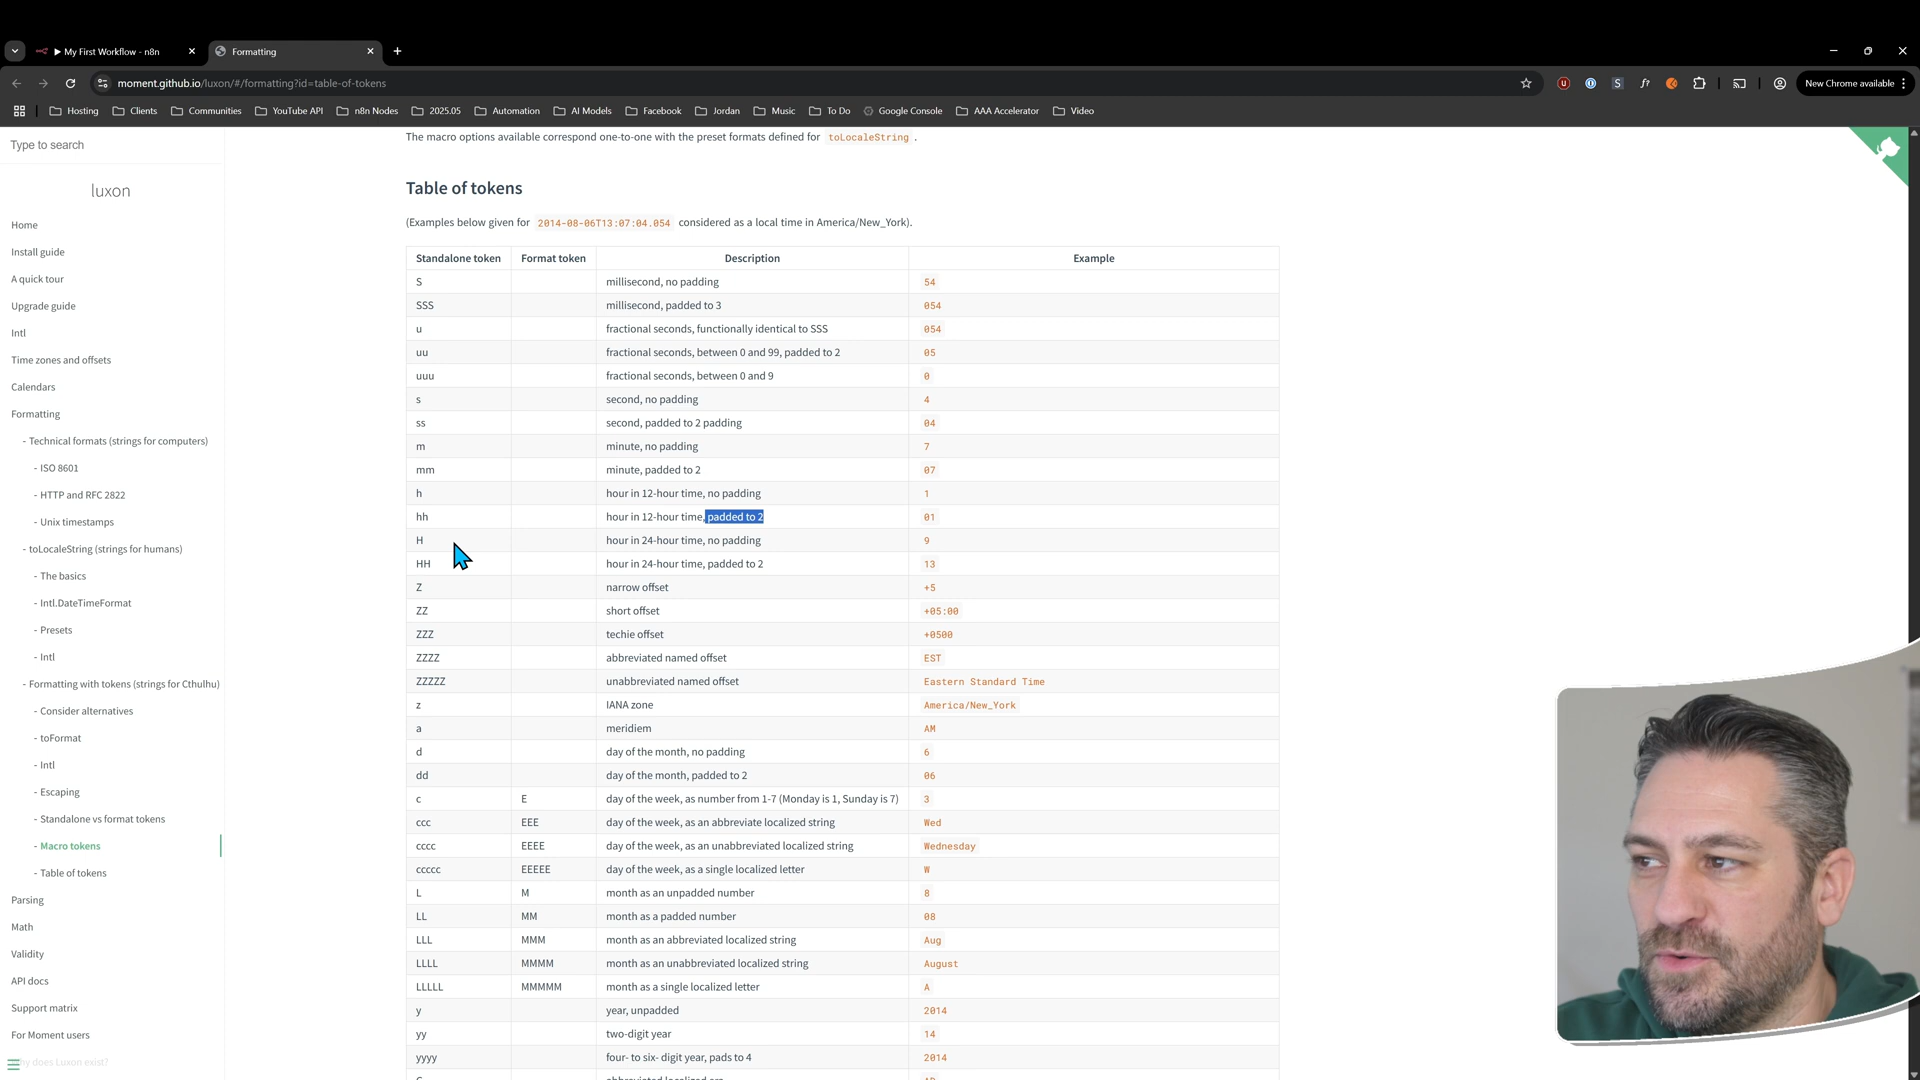 ▶ My First Workflow - n8n
Formatting
moment.github.io/luxon/#/formatting?id=table-of-tokens
New Chrome available
Hosting Clients Communities YouTube API n8n Nodes 2025.05 Automation AI Models Facebook Jordan Music To Do Google Console AAA Accelerator Video
Type to search
luxon
Home
Install guide
A quick tour
Upgrade guide
Intl
Time zones and offsets
Calendars
Formatting
- Technical formats (strings for computers)
- ISO 8601
- HTTP and RFC 2822
- Unix timestamps
- toLocaleString (strings for humans)
- The basics
- Intl.DateTimeFormat
- Presets
- Intl
- Formatting with tokens (strings for Cthulhu)
- Consider alternatives
- toFormat
- Intl
- Escaping
- Standalone vs format tokens
- Macro tokens
- Table of tokens
Parsing
Math
Validity
API docs
Support matrix
For Moment users
does Luxon exist?
The macro options available correspond one-to-one with the preset formats defined for toLocaleString .
Table of tokens
(Examples below given for 2014-08-06T13:07:04.054 considered as a local time in America/New_York).
Standalone token Format token Description Example
S millisecond, no padding 54
SSS millisecond, padded to 3 054
u fractional seconds, functionally identical to SSS 054
uu fractional seconds, between 0 and 99, padded to 2 05
uuu fractional seconds, between 0 and 9 0
s second, no padding 4
ss second, padded to 2 padding 04
m minute, no padding 7
mm minute, padded to 2 07
h hour in 12-hour time, no padding 1
hh hour in 12-hour time, padded to 2 01
H hour in 24-hour time, no padding 9
HH hour in 24-hour time, padded to 2 13
Z narrow offset +5
ZZ short offset +05:00
ZZZ techie offset +0500
ZZZZ abbreviated named offset EST
ZZZZZ unabbreviated named offset Eastern Standard Time
z IANA zone America/New_York
a meridiem AM
d day of the month, no padding 6
dd day of the month, padded to 2 06
c E day of the week, as number from 1-7 (Monday is 1, Sunday is 7) 3
ccc EEE day of the week, as an abbreviate localized string Wed
cccc EEEE day of the week, as an unabbreviated localized string Wednesday
ccccc EEEEE day of the week, as a single localized letter W
L M month as an unpadded number 8
LL MM month as a padded number 08
LLL MMM month as an abbreviated localized string Aug
LLLL MMMM month as an unabbreviated localized string August
LLLLL MMMMM month as a single localized letter A
y year, unpadded 2014
yy two-digit year 14
yyyy four- to six- digit year, pads to 4 2014